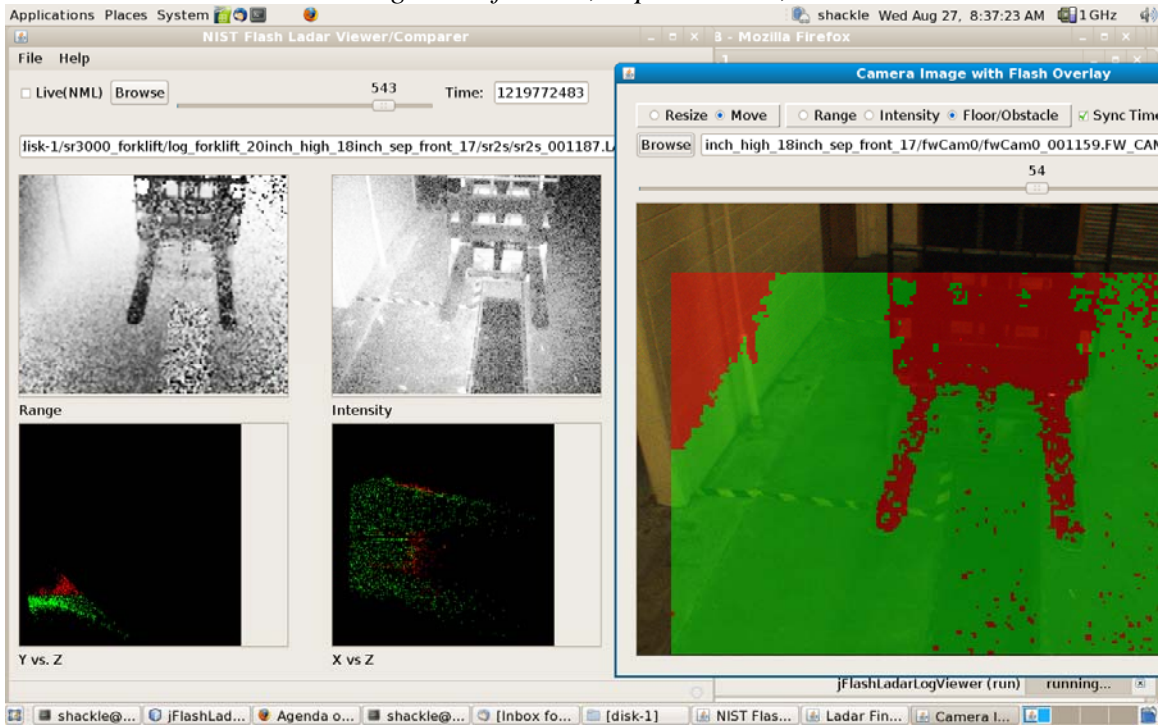 Applications Places System shackle Wed Aug 27, 8:37:23 AM 1 GHz
NIST Flash Ladar Viewer/Comparer
- Mozilla Firefox
File Help
Camera Image with Flash Overlay
Live(NML) Browse 543 Time: 1219772483
Resize Move Range Intensity Floor/Obstacle Sync Time
lisk-1/sr3000_forklift/log_forklift_20inch_high_18inch_sep_front_17/sr2s/sr2s_001187.L
Browse inch_high_18inch_sep_front_17/fwCam0/fwCam0_001159.FW_CAM
54
Range Intensity
Y vs. Z X vs Z
jFlashLadarLogViewer (run) running...
shackle@... jFlashLad... Agenda o... shackle@... [Inbox fo... [disk-1] NIST Flas... Ladar Fin... Camera I...